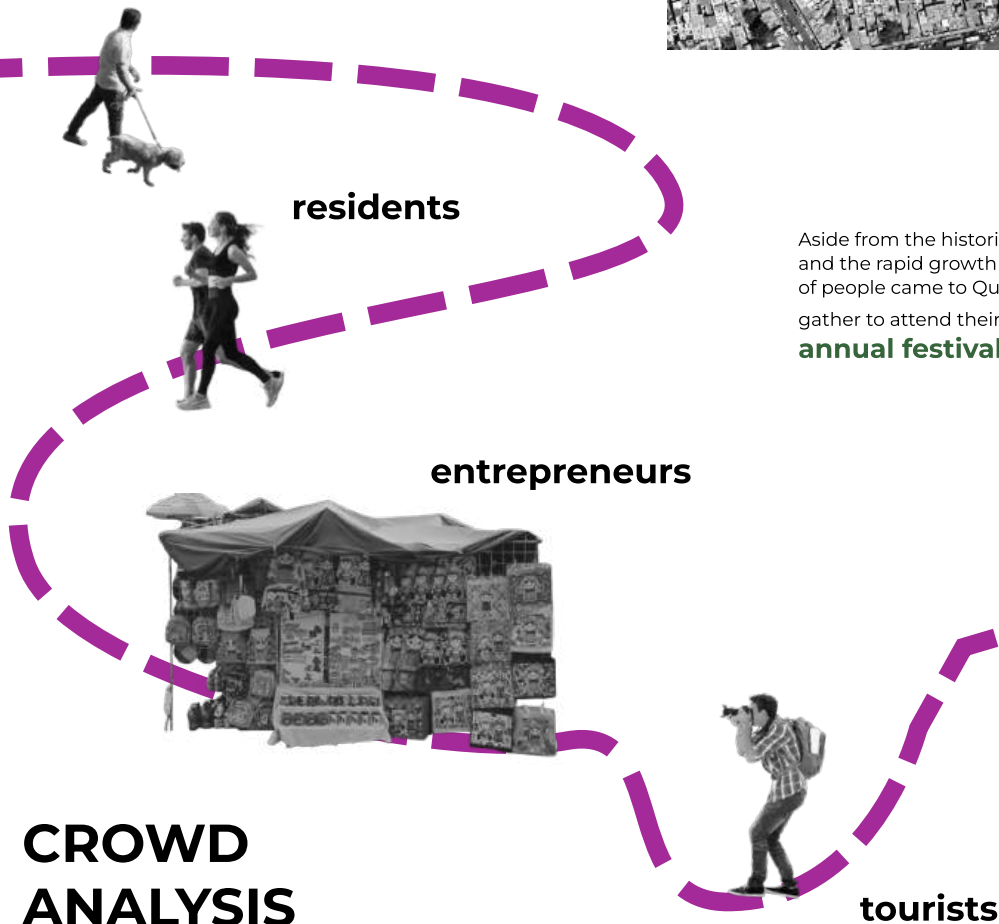 residents
Aside from the histori
and the rapid growth
of people came to Qu
gather to attend their
annual festival
entrepreneurs
CROWD
ANALYSIS
tourists